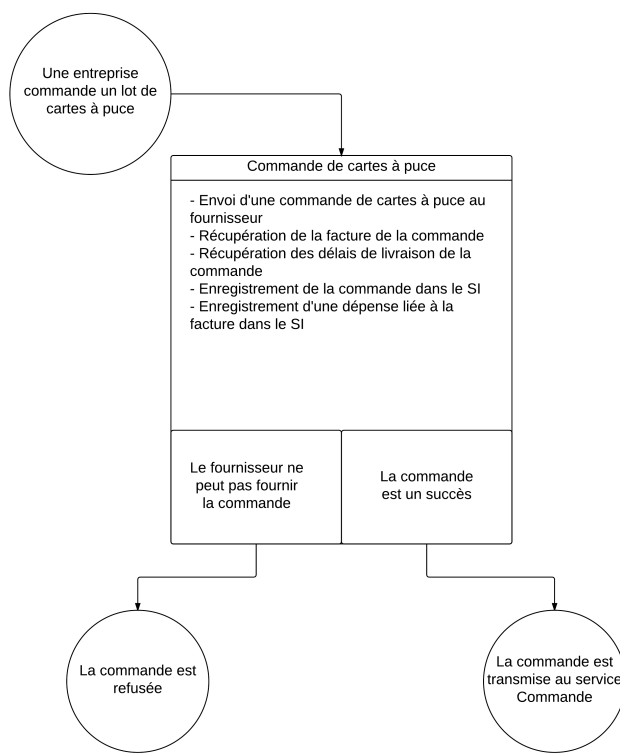 Une entreprise
commande un lot de
cartes à puce
Commande de cartes à puce
- Envoi d'une commande de cartes à puce au
fournisseur
- Récupération de la facture de la commande
- Récupération des délais de livraison de la
commande
- Enregistrement de la commande dans le SI
- Enregistrement d'une dépense liée à la
facture dans le SI
Le fournisseur ne
peut pas fournir
la commande
La commande
est un succès
La commande est
refusée
La commande est
transmise au service
Commande